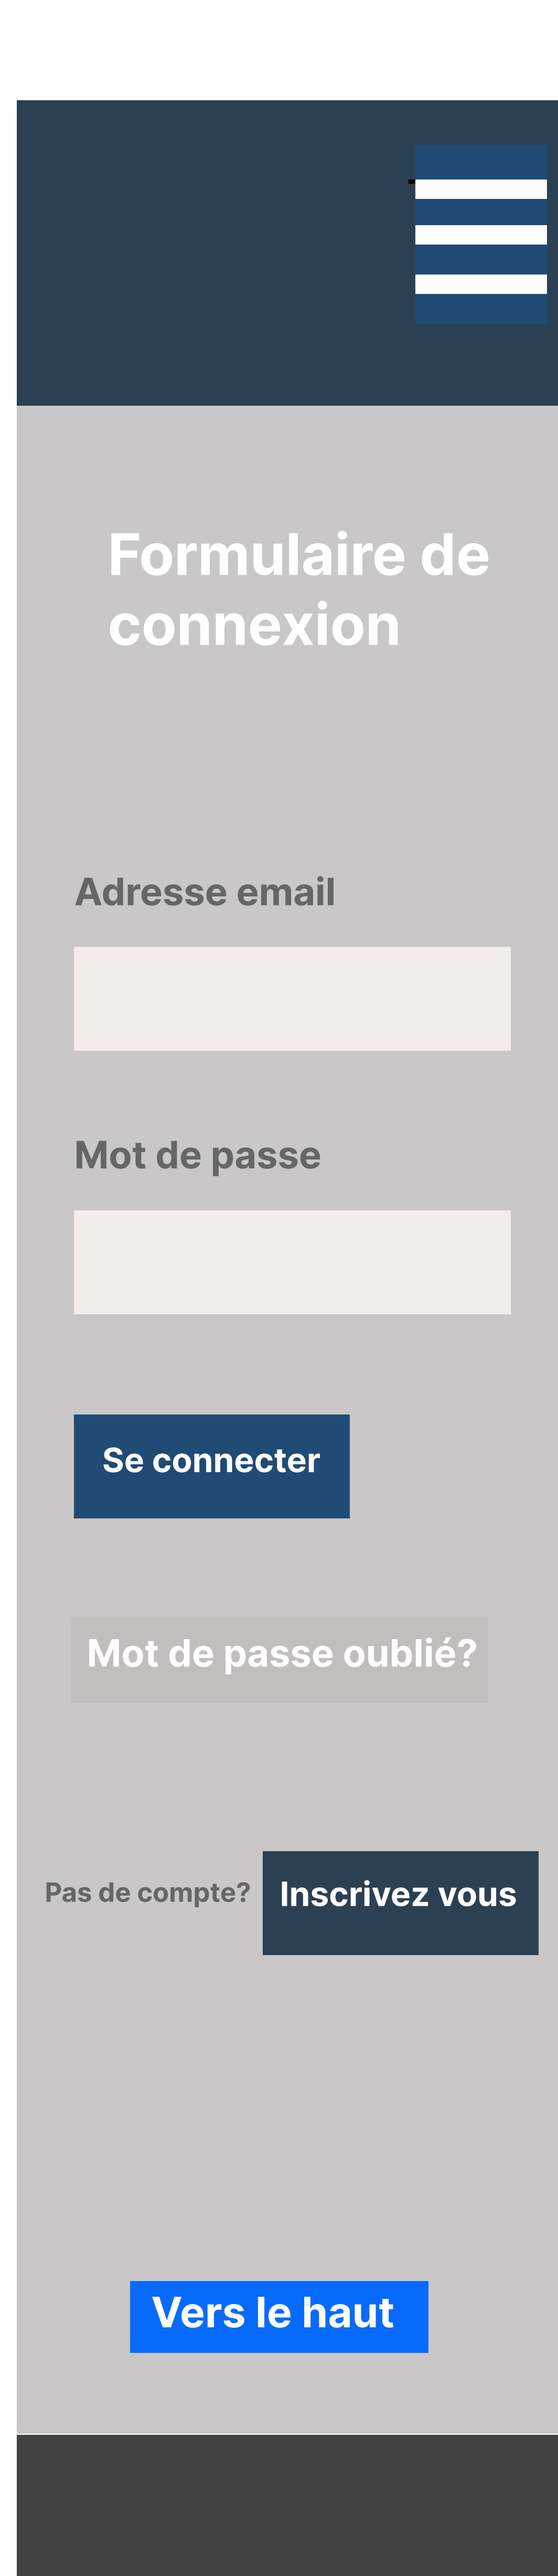 Formulaire de
connexion
Adresse email
Mot de passe
Se connecter
Mot de passe oublié?
Pas de compte?
Inscrivez vous
Vers le haut